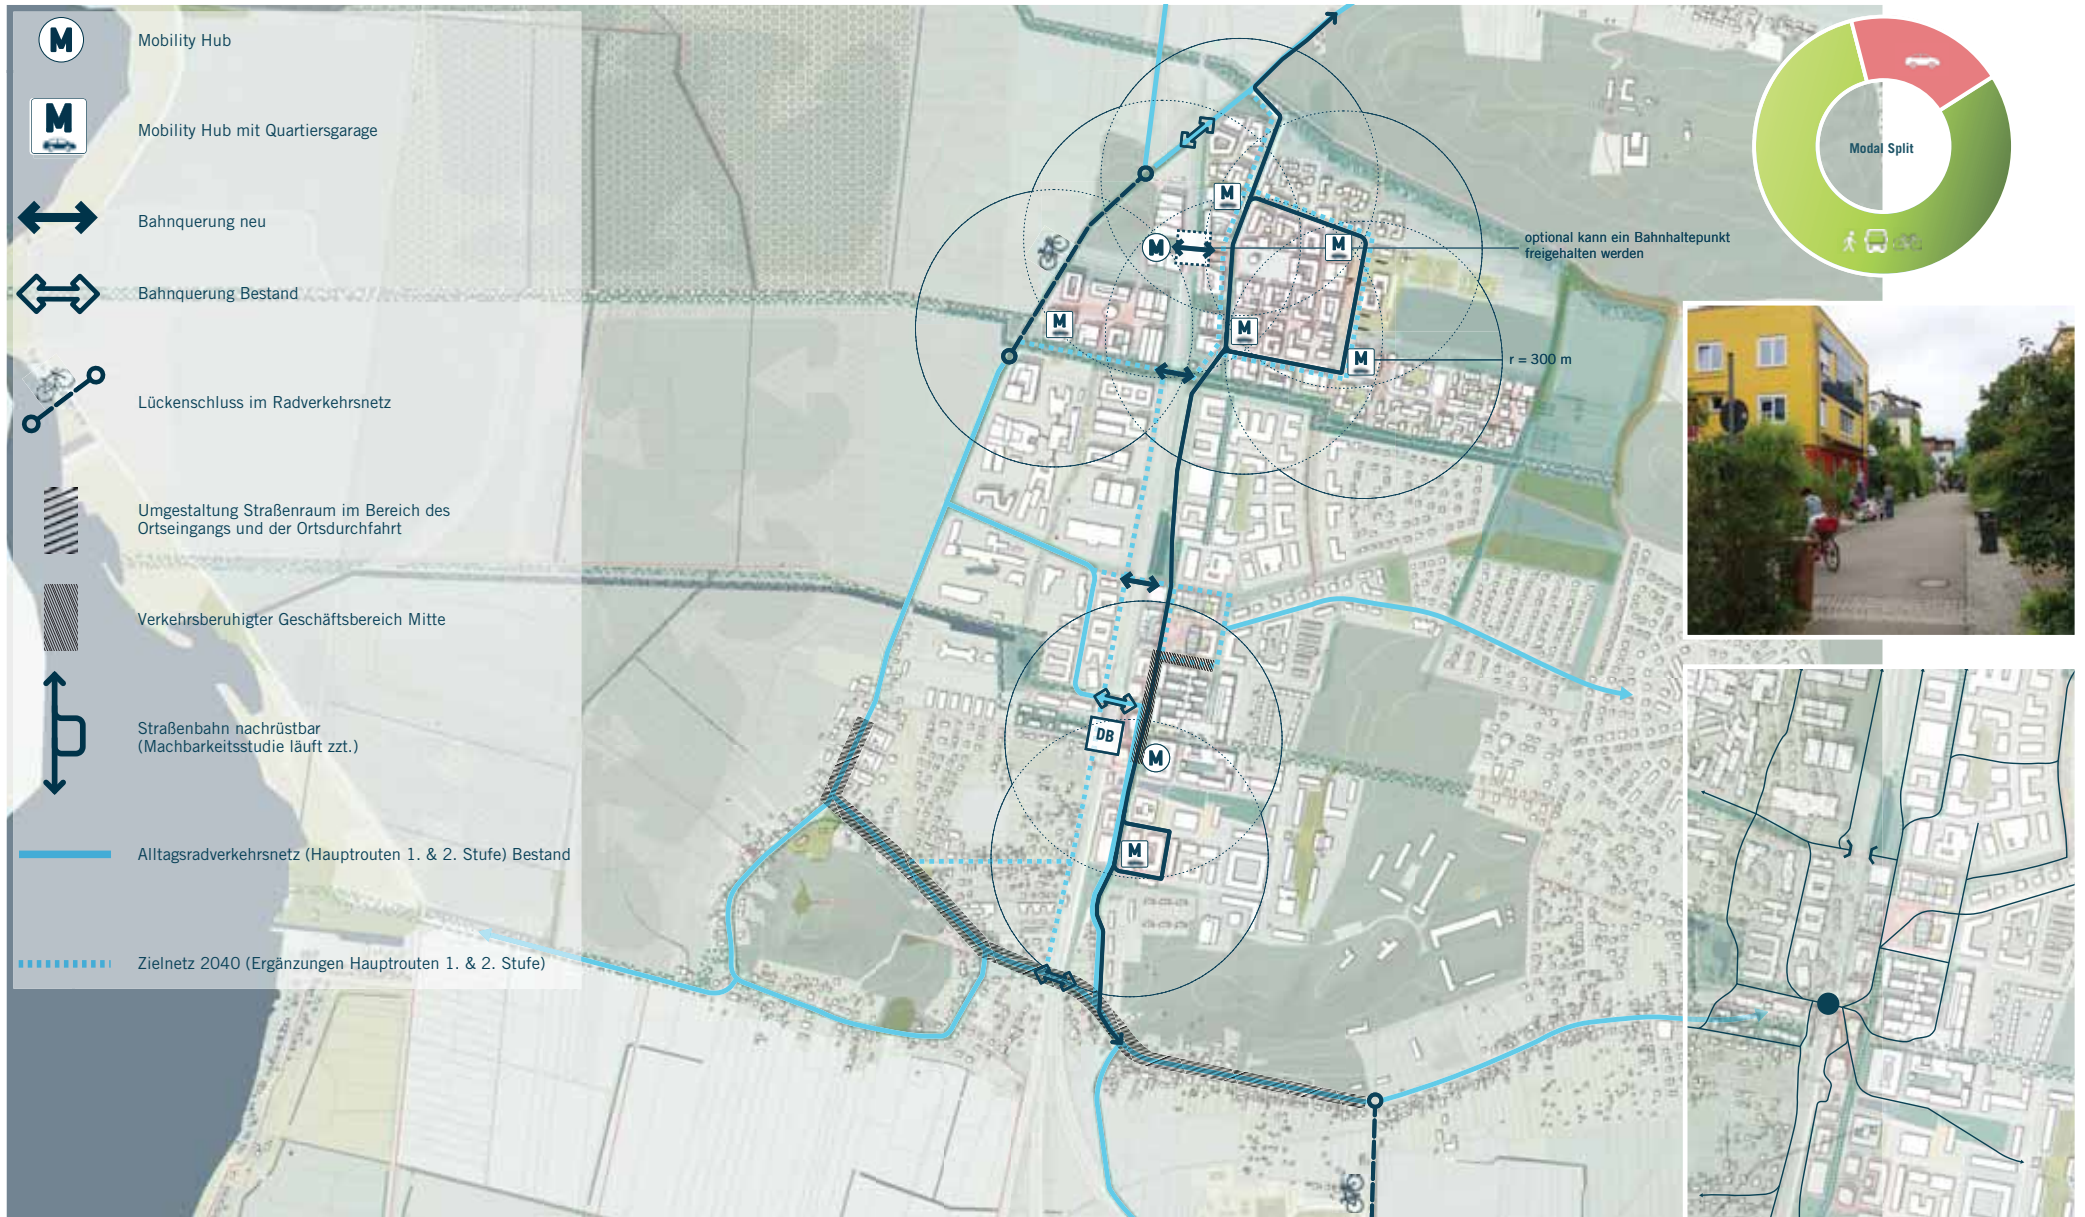 M
Mobility Hub
M
Mobility Hub mit Quartiersgarage
Bahnquerung neu
Bahnquerung Bestand
Lückenschluss im Radverkehrsnetz
Umgestaltung Straßenraum im Bereich des
Ortseingangs und der Ortsdurchfahrt
Verkehrsberuhigter Geschäftsbereich Mitte
Straßenbahn nachrüstbar
(Machbarkeitsstudie läuft zzt.)
Alltagsradverkehrsnetz (Hauptrouten 1. & 2. Stufe) Bestand
Zielnetz 2040 (Ergänzungen Hauptrouten 1. & 2. Stufe)
M
M
M
M
M
M
optional kann ein Bahnhaltepunkt
freigehalten werden
r = 300 m
DB
M
M
Modal Split